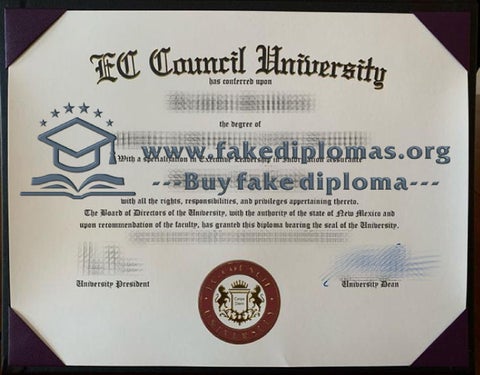 EC Council University
has conferred upon
the degree of
www.fakediplomas.org
With a specialization in Executive Leadership in Information assurance
---Buy fake diploma---
with all the rights, responsibilities, and privileges appertaining thereto.
The Board of Directors of the University, with the authority of the state of New Mexico and
upon recommendation of the faculty, has granted this diploma bearing the seal of the University.
University President
University Dean
EC-COUNCIL
UNIVERSITY